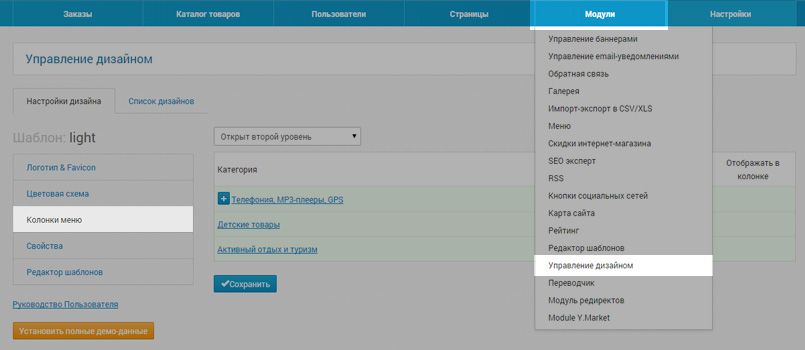 Заказы
Каталог товаров
Пользователи
Страницы
Модули
Настройки
Управление дизайном
Настройки дизайна
Список дизайнов
Шаблон: light
Логотип & Favicon
Цветовая схема
Колонки меню
Свойства
Редактор шаблонов
Руководство Пользователя
Установить полные демо-данные
Открыт второй уровень
Категория
Отображать в
колонке
Телефония, MP3-плееры, GPS
Детские товары
Активный отдых и туризм
Сохранить
Управление баннерами
Управление email-уведомлениями
Обратная связь
Галерея
Импорт-экспорт в CSV/XLS
Меню
Скидки интернет-магазина
SEO эксперт
RSS
Кнопки социальных сетей
Карта сайта
Рейтинг
Редактор шаблонов
Управление дизайном
Переводчик
Модуль редиректов
Module Y.Market